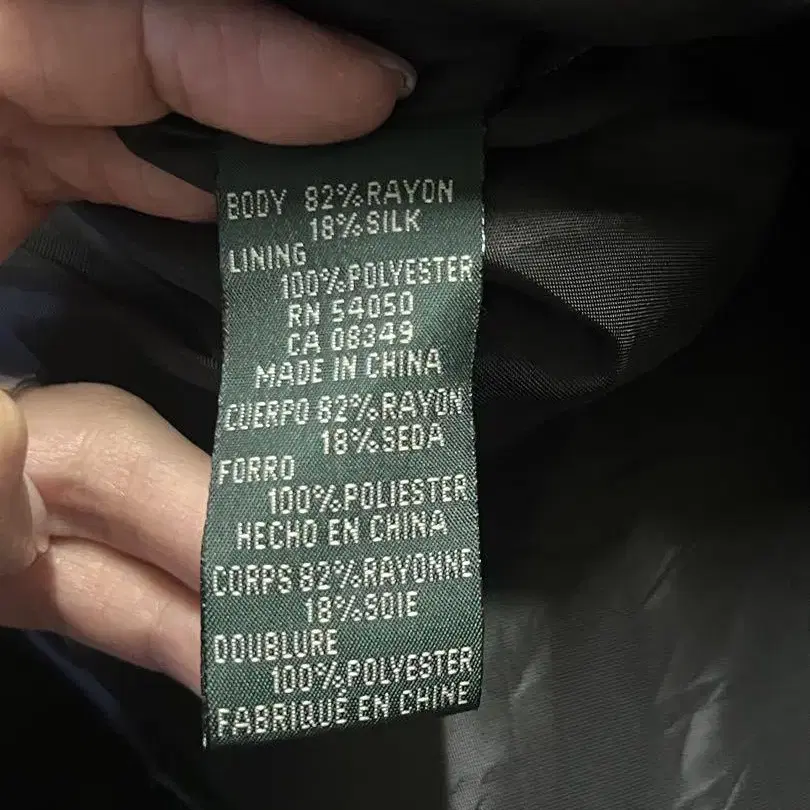 BODY 82%RAYON
18%SILK
LINING
100%POLYESTER
RN 54050
CA 08349
MADE IN CHINA
CUERPO 82%RAYON
18%SEDA
FORRO
100%POLIESTER
HECHO EN CHINA
CORPS 82%RAYONNE
18%SOIE
DOUBLURE
100%POLYESTER
FABRIQUÉ EN CHINE